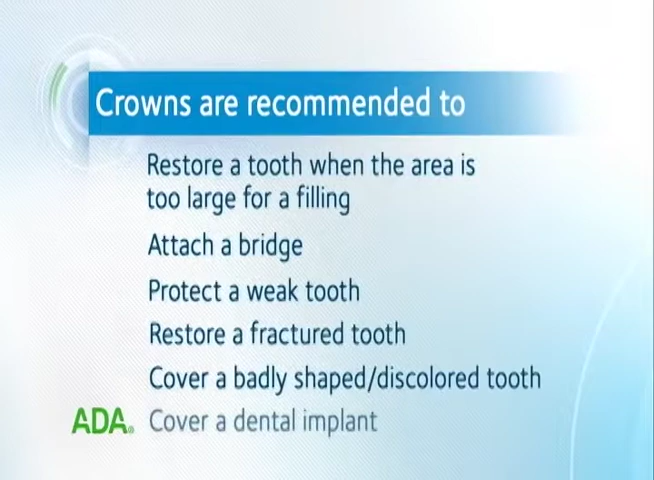 Crowns are recommended to
Restore a tooth when the area is
too large for a filling
Attach a bridge
Protect a weak tooth
Restore a fractured tooth
Cover a badly shaped/discolored tooth
ADA® Cover a dental implant